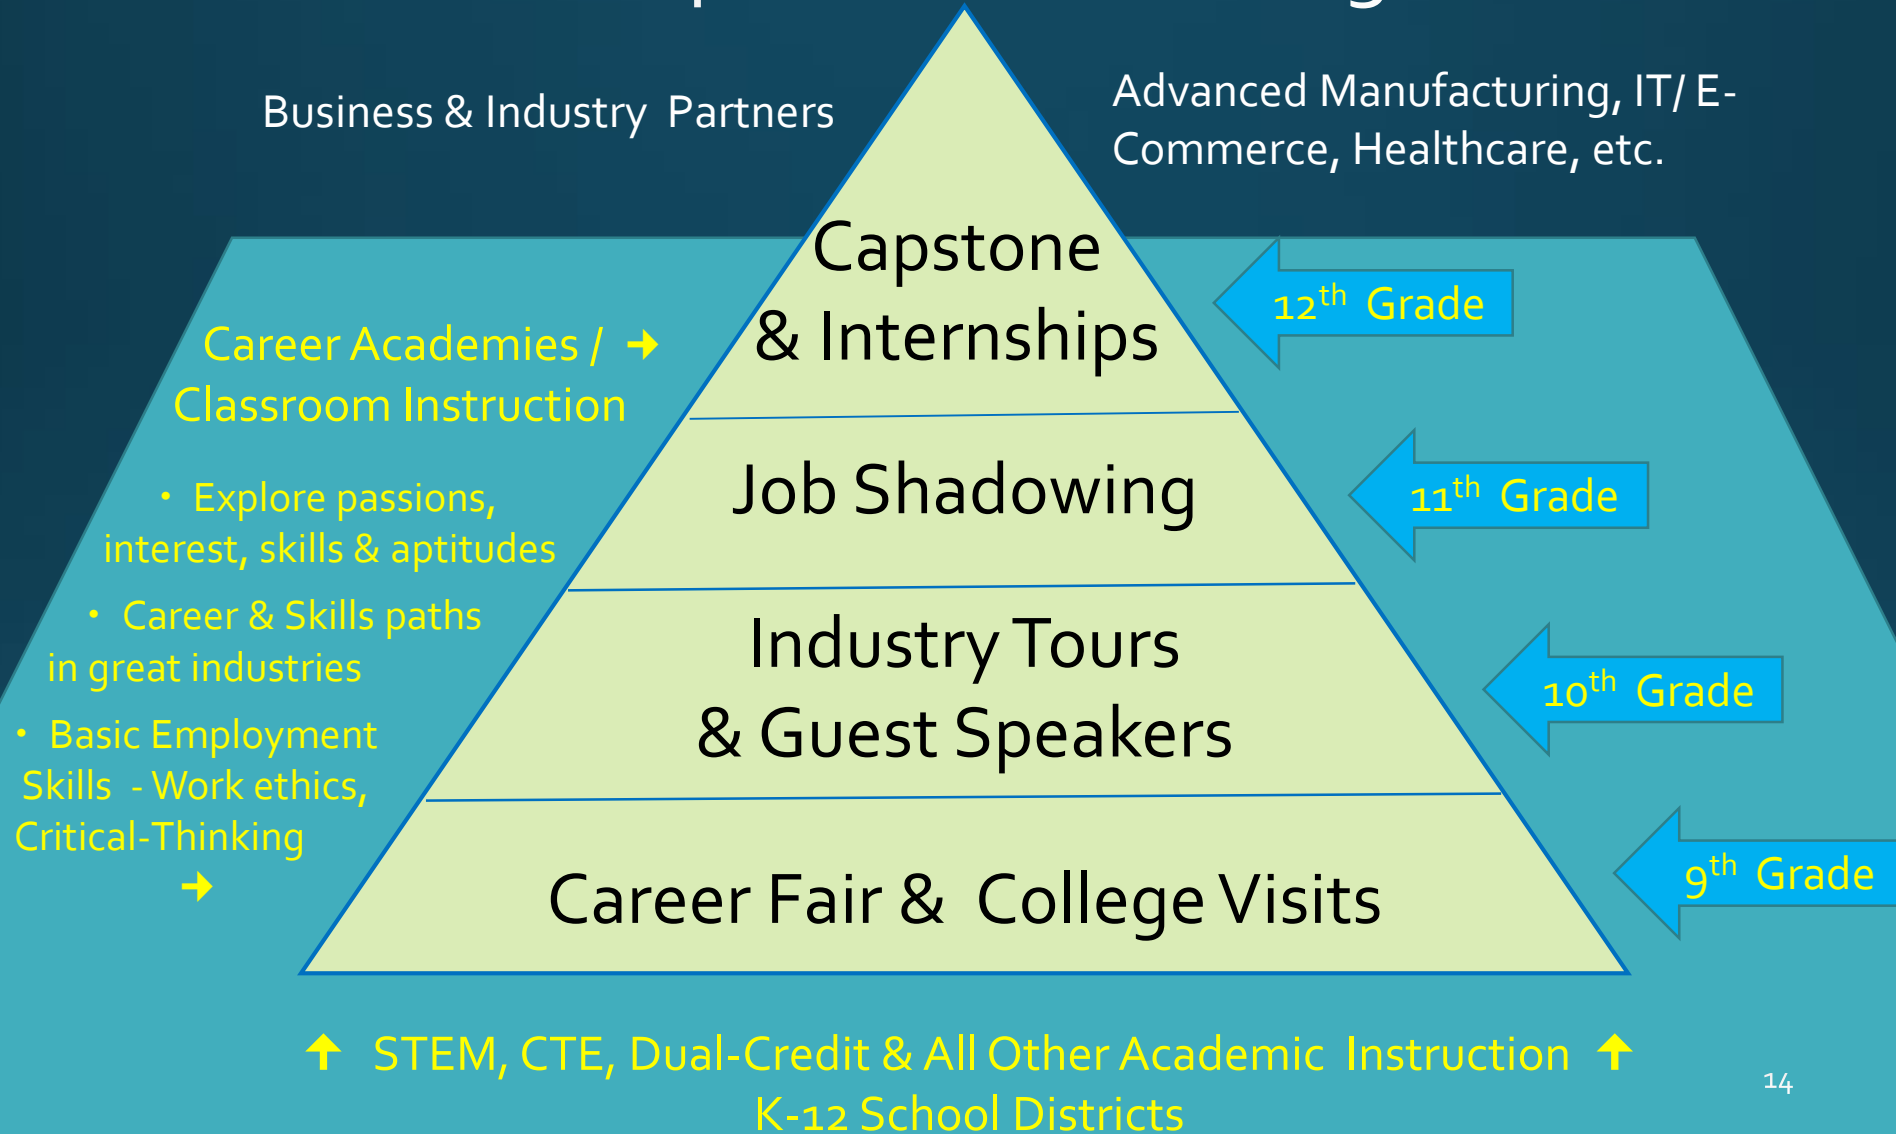 Business & Industry Partners
Advanced Manufacturing, IT/ E-
Commerce, Healthcare, etc.
Capstone
& Internships
12th Grade
Career Academies / ➔
Classroom Instruction
Job Shadowing
11th Grade
• Explore passions,
interest, skills & aptitudes
• Career & Skills paths
in great industries
Industry Tours
& Guest Speakers
10th Grade
• Basic Employment
Skills - Work ethics,
Critical-Thinking
➔
Career Fair & College Visits
9th Grade
↑ STEM, CTE, Dual-Credit & All Other Academic Instruction ↑
K-12 School Districts
14